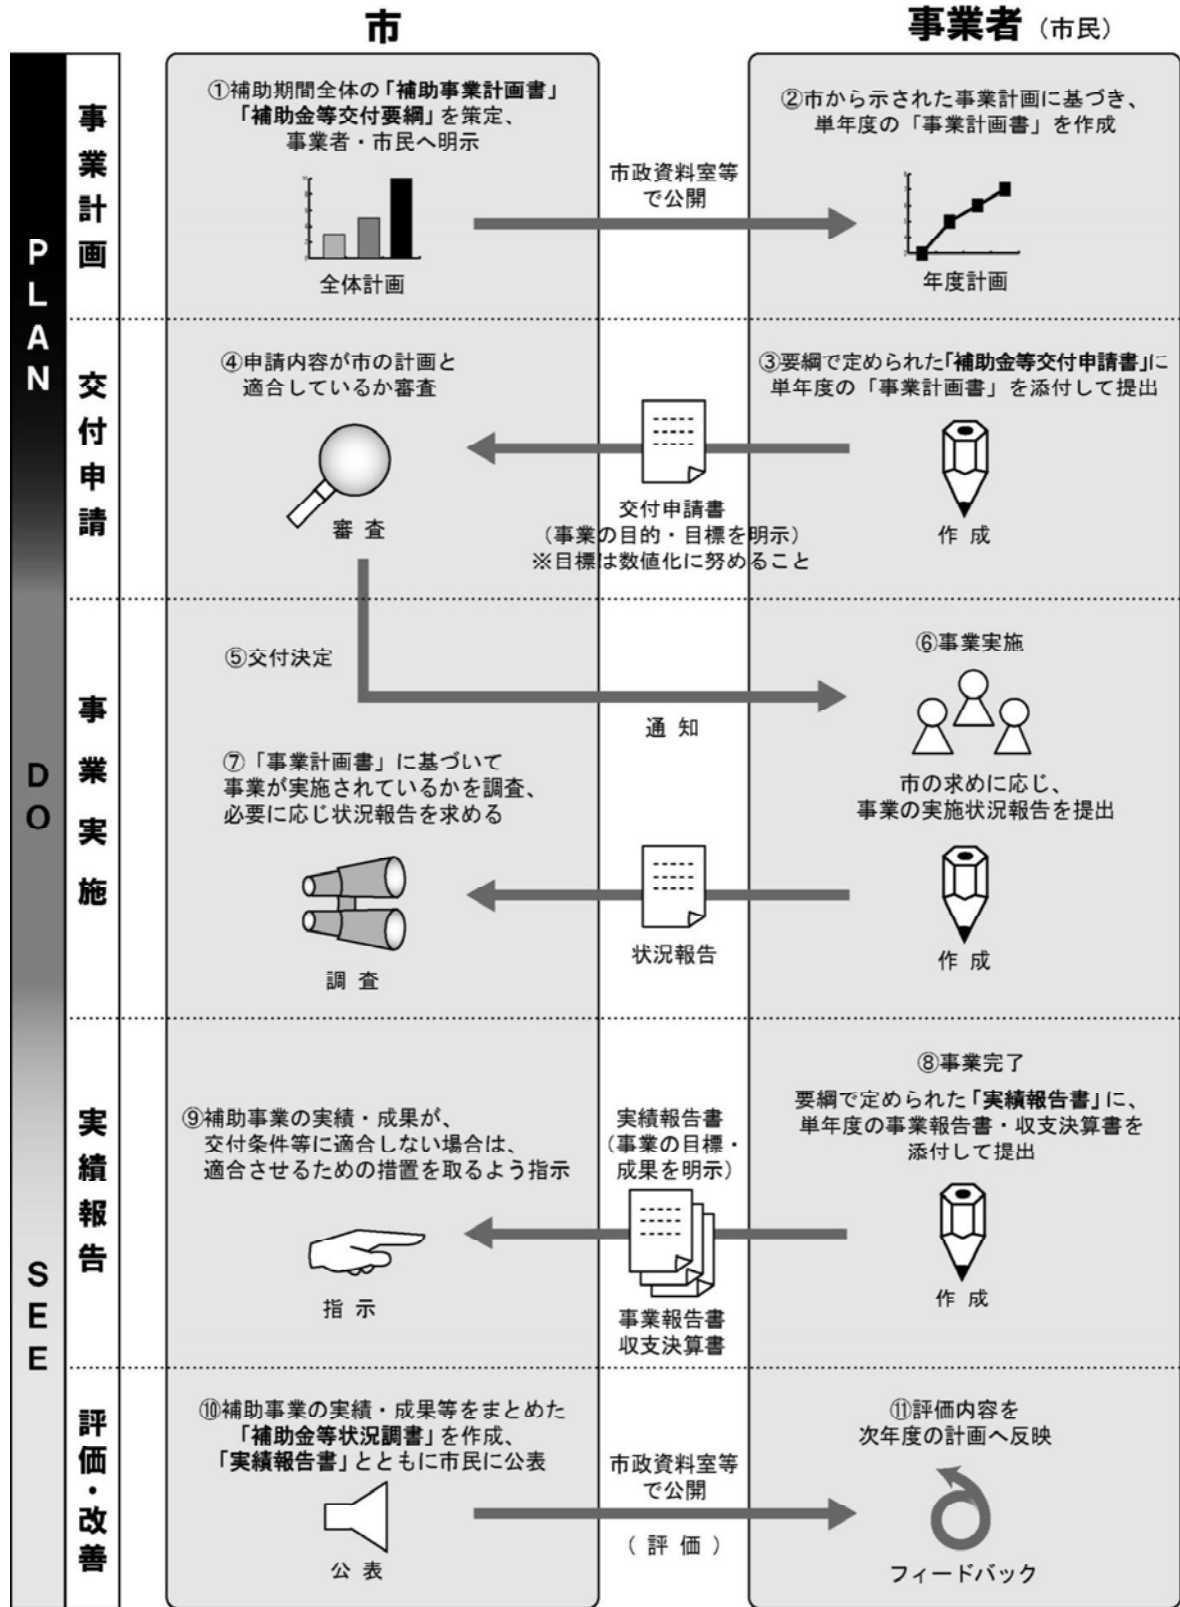 市
事業者（市民）
PLAN
DO
SEE
事業計画
①補助期間全体の「補助事業計画書」
「補助金等交付要綱」を策定、
事業者・市民へ明示
全体計画
市政資料室等
で公開
②市から示された事業計画に基づき、
単年度の「事業計画書」を作成
年度計画
交付申請
④申請内容が市の計画と
適合しているか審査
審査
交付申請書
（事業の目的・目標を明示）
※目標は数値化に努めること
③要綱で定められた「補助金等交付申請書」に
単年度の「事業計画書」を添付して提出
作成
事業実施
⑤交付決定
通知
⑥事業実施
市の求めに応じ、
事業の実施状況報告を提出
作成
⑦「事業計画書」に基づいて
事業が実施されているかを調査、
必要に応じ状況報告を求める
調査
状況報告
実績報告
⑨補助事業の実績・成果が、
交付条件等に適合しない場合は、
適合させるための措置を取るよう指示
指示
実績報告書
（事業の目標・
成果を明示）
事業報告書
収支決算書
⑧事業完了
要綱で定められた「実績報告書」に、
単年度の事業報告書・収支決算書を
添付して提出
作成
評価・改善
⑩補助事業の実績・成果等をまとめた
「補助金等状況調書」を作成、
「実績報告書」とともに市民に公表
公表
市政資料室等
で公開
（評価）
⑪評価内容を
次年度の計画へ反映
フィードバック